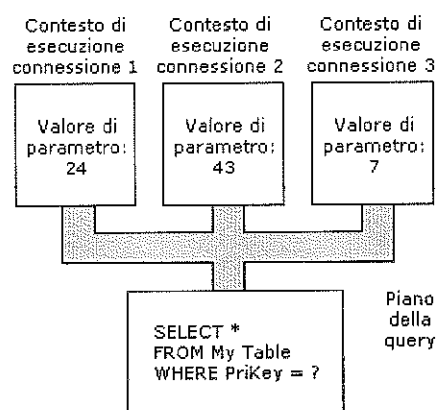 Contesto di
esecuzione
connessione 1
Contesto di
esecuzione
connessione 2
Contesto di
esecuzione
connessione 3
Valore di
parametro:
24
Valore di
parametro:
43
Valore di
parametro:
7
Piano
della
query
SELECT *
FROM My Table
WHERE PriKey = ?